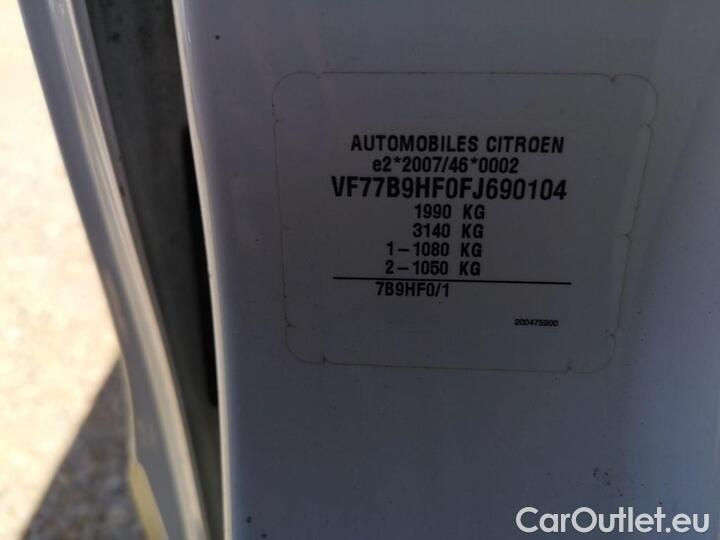 AUTOMOBILES CITROEN
e2*2007/46*0002
VF77B9HF0FJ690104
1990 KG
3140 KG
1-1080 KG
2-1050 KG
7B9HF0/1
200475900
CarOutlet.eu